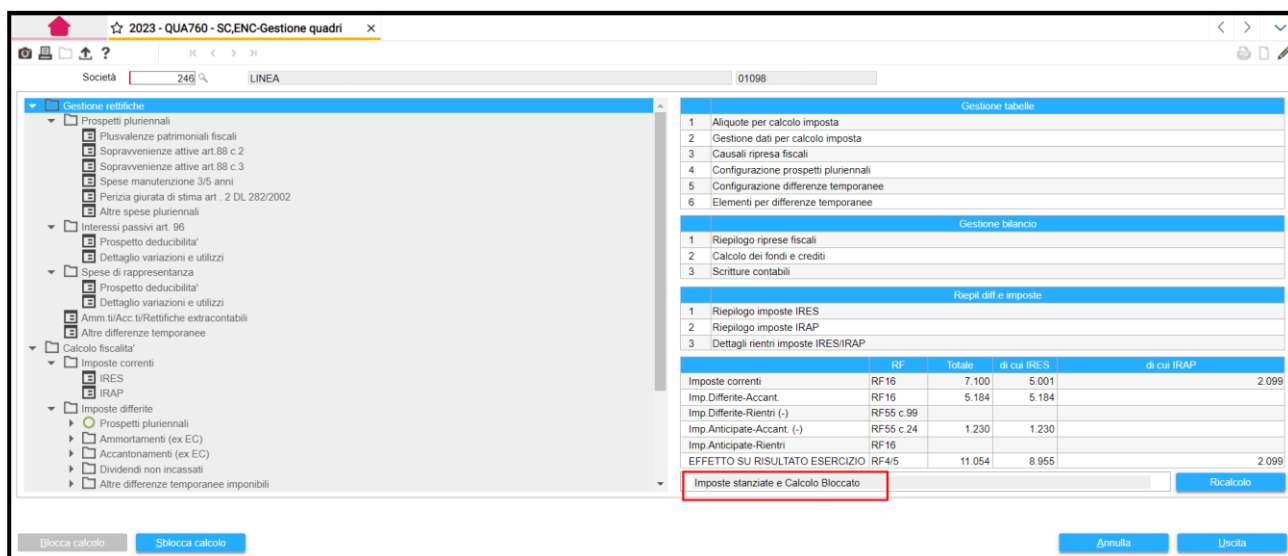 2023 - QUA760 - SC,ENC-Gestione quadri
Società 246 LINEA 01098
Gestione rettifiche
Prospetti pluriennali
Plusvalenze patrimoniali fiscali
Sopravvenienze attive art.88 c.2
Sopravvenienze attive art.88 c.3
Spese manutenzione 3/5 anni
Perizia giurata di stima art . 2 DL 282/2002
Altre spese pluriennali
Interessi passivi art. 96
Prospetto deducibilita'
Dettaglio variazioni e utilizzi
Spese di rappresentanza
Prospetto deducibilita'
Dettaglio variazioni e utilizzi
Amm.ti/Acc.ti/Rettifiche extracontabili
Altre differenze temporanee
Calcolo fiscalita'
Imposte correnti
IRES
IRAP
Imposte differite
Prospetti pluriennali
Ammortamenti (ex EC)
Accantonamenti (ex EC)
Dividendi non incassati
Altre differenze temporanee imponibili
Gestione tabelle
1 Aliquote per calcolo imposta
2 Gestione dati per calcolo imposta
3 Causali ripresa fiscali
4 Configurazione prospetti pluriennali
5 Configurazione differenze temporanee
6 Elementi per differenze temporanee
Gestione bilancio
1 Riepilogo riprese fiscali
2 Calcolo dei fondi e crediti
3 Scritture contabili
Riepil.diff.e imposte
1 Riepilogo imposte IRES
2 Riepilogo imposte IRAP
3 Dettagli rientri imposte IRES/IRAP
RF Totale di cui IRES di cui IRAP
Imposte correnti RF16 7.100 5.001 2.099
Imp.Differite-Accant. RF16 5.184 5.184
Imp.Differite-Rientri (-) RF55 c.99
Imp.Anticipate-Accant. (-) RF55 c.24 1.230 1.230
Imp.Anticipate-Rientri RF16
EFFETTO SU RISULTATO ESERCIZIO RF4/5 11.054 8.955 2.099
Imposte stanziate e Calcolo Bloccato Ricalcolo
Blocca calcolo Sblocca calcolo Annulla Uscita